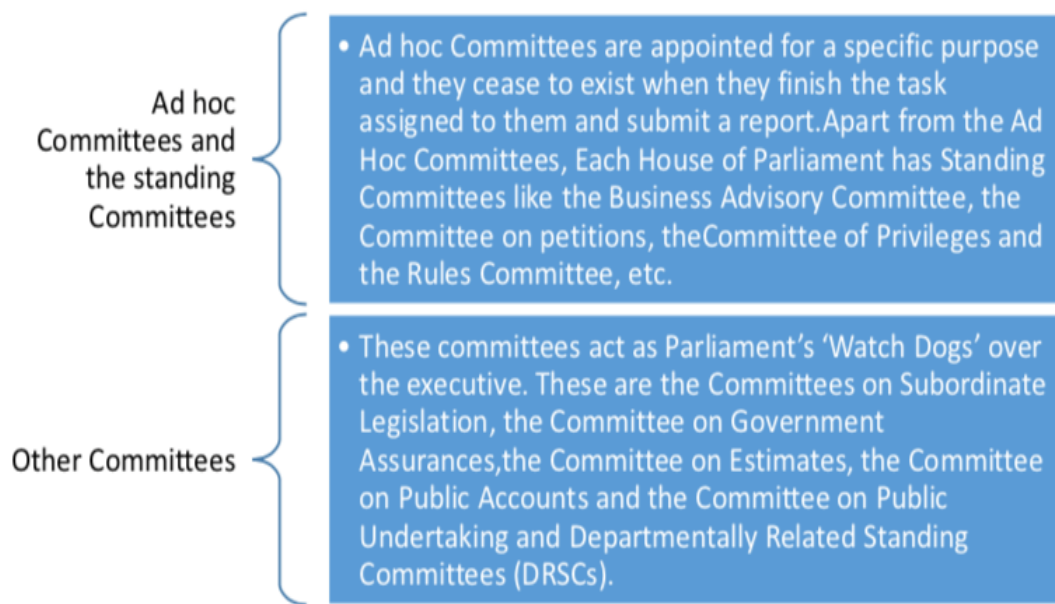 Ad hoc
Committees and
the standing
Committees
• Ad hoc Committees are appointed for a specific purpose
and they cease to exist when they finish the task
assigned to them and submit a report.Apart from the Ad
Hoc Committees, Each House of Parliament has Standing
Committees like the Business Advisory Committee, the
Committee on petitions, theCommittee of Privileges and
the Rules Committee, etc.
Other Committees
• These committees act as Parliament's ‘Watch Dogs’ over
the executive. These are the Committees on Subordinate
Legislation, the Committee on Government
Assurances,the Committee on Estimates, the Committee
on Public Accounts and the Committee on Public
Undertaking and Departmentally Related Standing
Committees (DRSCs).